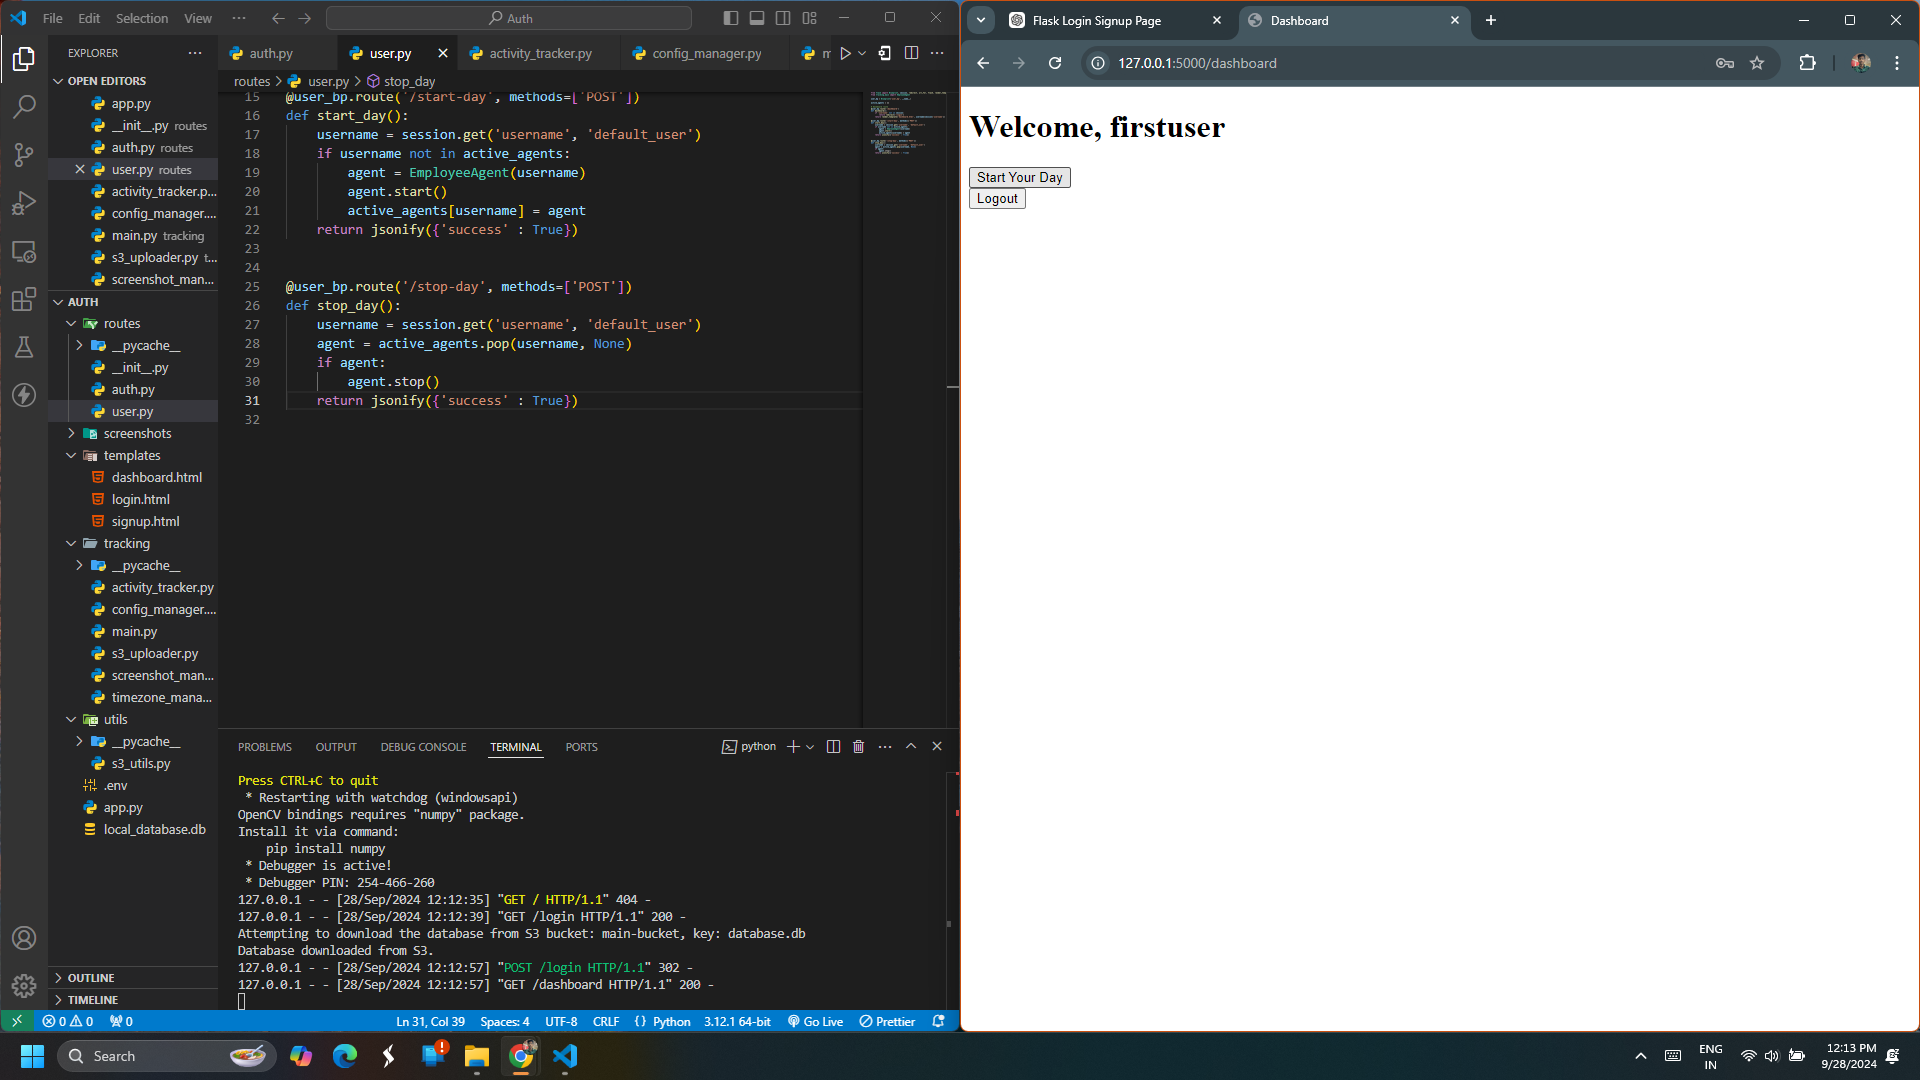 File Edit Selection View ··· Auth
EXPLORER
OPEN EDITORS
app.py
__init__.py routes
auth.py routes
user.py routes
activity_tracker.p...
config_manager....
main.py tracking
s3_uploader.py t...
screenshot_man...
AUTH
routes
__pycache__
__init__.py
auth.py
user.py
screenshots
templates
dashboard.html
login.html
signup.html
tracking
__pycache__
activity_tracker.py
config_manager....
main.py
s3_uploader.py
screenshot_man...
timezone_mana...
utils
__pycache__
s3_utils.py
.env
app.py
local_database.db
OUTLINE
TIMELINE
auth.py user.py activity_tracker.py config_manager.py m
routes > user.py > stop_day
15 @user_bp.route('/start-day', methods=['POST'])
16 def start_day():
17 username = session.get('username', 'default_user')
18 if username not in active_agents:
19 agent = EmployeeAgent(username)
20 agent.start()
21 active_agents[username] = agent
22 return jsonify({'success' : True})
23
24
25 @user_bp.route('/stop-day', methods=['POST'])
26 def stop_day():
27 username = session.get('username', 'default_user')
28 agent = active_agents.pop(username, None)
29 if agent:
30 agent.stop()
31 return jsonify({'success' : True})
32
PROBLEMS OUTPUT DEBUG CONSOLE TERMINAL PORTS python
Press CTRL+C to quit
* Restarting with watchdog (windowsapi)
OpenCV bindings requires "numpy" package.
Install it via command:
pip install numpy
* Debugger is active!
* Debugger PIN: 254-466-260
127.0.0.1 - - [28/Sep/2024 12:12:35] "GET / HTTP/1.1" 404 -
127.0.0.1 - - [28/Sep/2024 12:12:39] "GET /login HTTP/1.1" 200 -
Attempting to download the database from S3 bucket: main-bucket, key: database.db
Database downloaded from S3.
127.0.0.1 - - [28/Sep/2024 12:12:57] "POST /login HTTP/1.1" 302 -
127.0.0.1 - - [28/Sep/2024 12:12:57] "GET /dashboard HTTP/1.1" 200 -
0 0 0 Ln 31, Col 39 Spaces: 4 UTF-8 CRLF {} Python 3.12.1 64-bit Go Live Prettier
Flask Login Signup Page Dashboard
127.0.0.1:5000/dashboard
Welcome, firstuser
Start Your Day
Logout
Search
ENG
IN
12:13 PM
9/28/2024